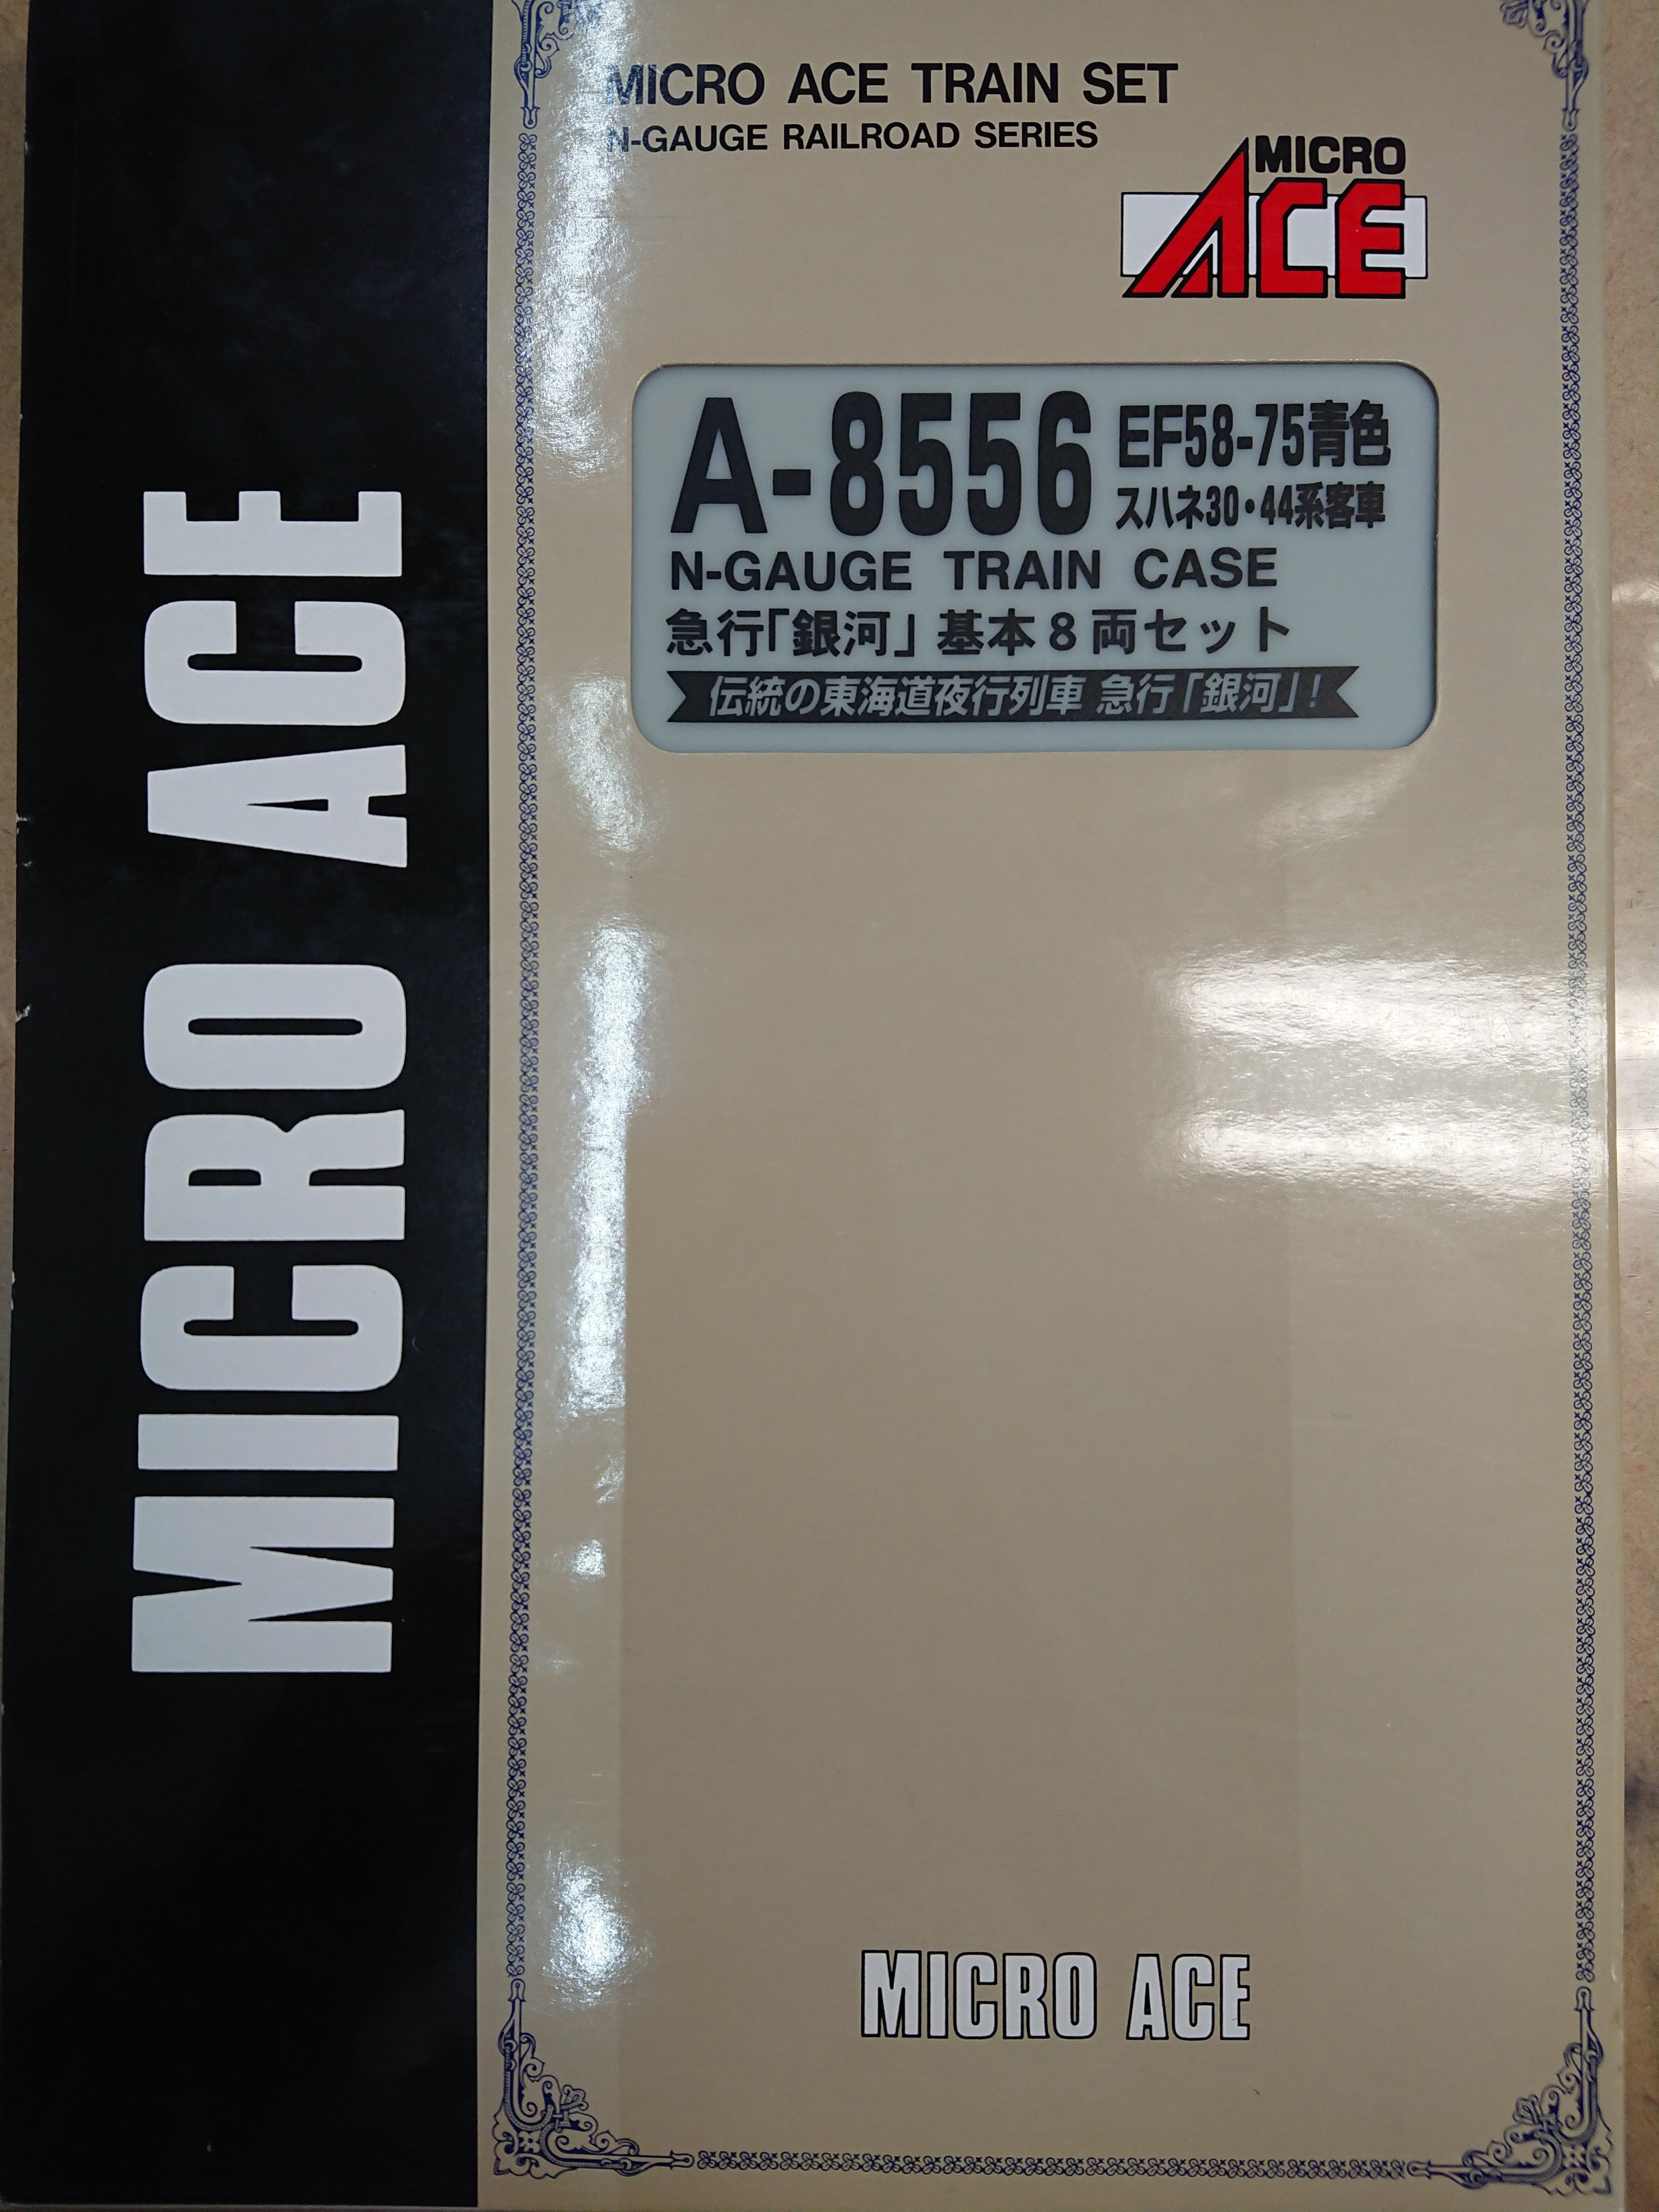 MICRO ACE
MICRO ACE TRAIN SET
N-GAUGE RAILROAD SERIES
MICRO
ACE
A-8556
EF58-75青色
スハネ30・44系客車
N-GAUGE TRAIN CASE
急行「銀河」基本8両セット
伝統の東海道夜行列車 急行「銀河」!
MICRO ACE